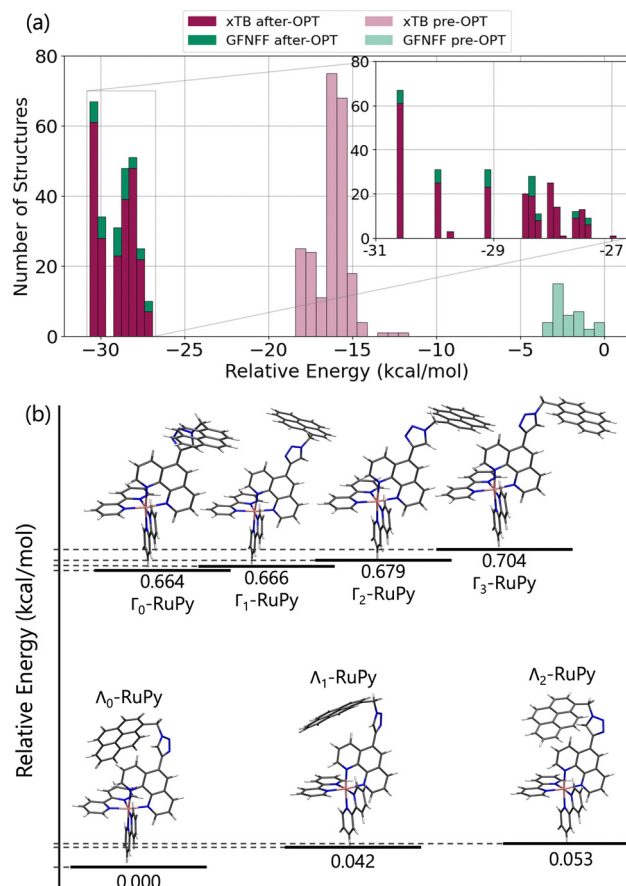 (a)
xTB after-OPT
xTB pre-OPT
GFNFF after-OPT
GFNFF pre-OPT
80
60
40
20
0
Number of Structures
−30
−25
−20
−15
−10
−5
0
Relative Energy (kcal/mol)
80
60
40
20
0
-31
-29
-27
(b)
Relative Energy (kcal/mol)
0.664
0.666
0.679
0.704
Γ0-RuPy
Γ1-RuPy
Γ2-RuPy
Γ3-RuPy
Λ0-RuPy
Λ1-RuPy
Λ2-RuPy
0.000
0.042
0.053